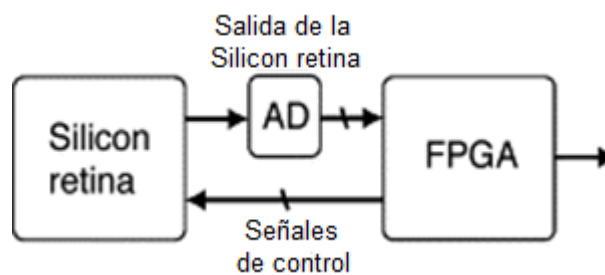 Salida de la
Silicon retina
AD
Silicon
retina
FPGA
Señales
de control